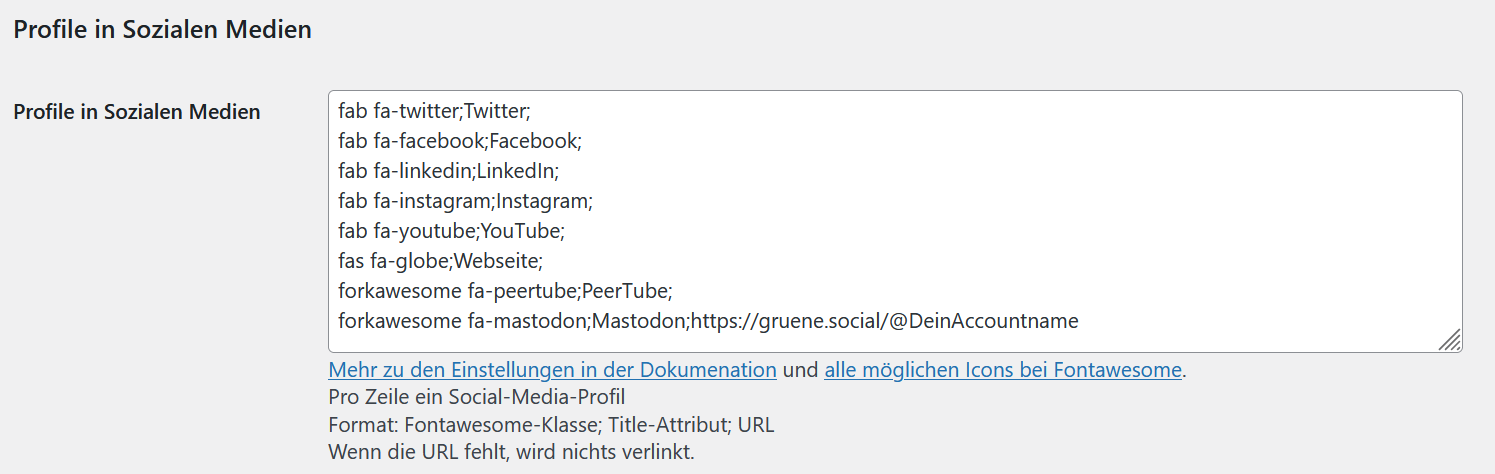 Profile in Sozialen Medien
Profile in Sozialen Medien
fab fa-twitter;Twitter;
fab fa-facebook;Facebook;
fab fa-linkedin;LinkedIn;
fab fa-instagram;Instagram;
fab fa-youtube;YouTube;
fas fa-globe;Webseite;
forkawesome fa-peertube;PeerTube;
forkawesome fa-mastodon;Mastodon;https://gruene.social/@DeinAccountname
Mehr zu den Einstellungen in der Dokumenation und alle möglichen Icons bei Fontawesome.
Pro Zeile ein Social-Media-Profil
Format: Fontawesome-Klasse; Title-Attribut; URL
Wenn die URL fehlt, wird nichts verlinkt.